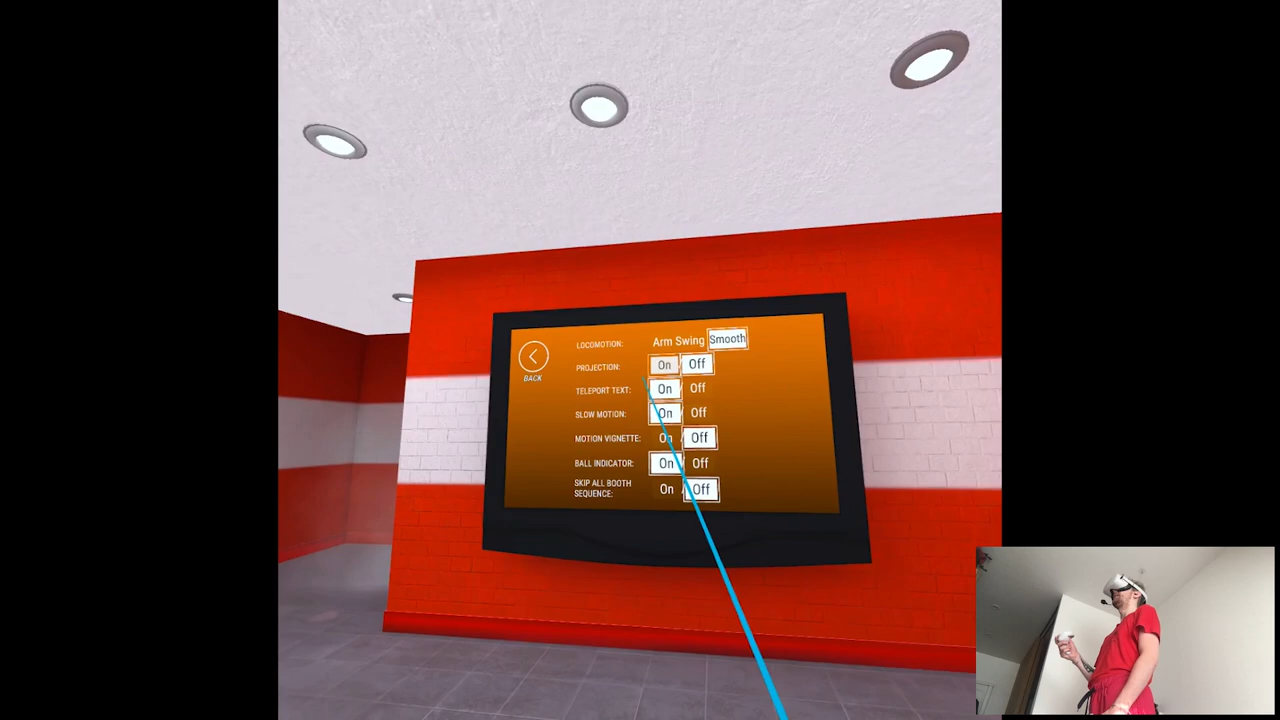 LOCOMOTION: Arm Swing Smooth
PROJECTION: On Off
TELEPORT TEXT: On Off
SLOW MOTION: On Off
MOTION VIGNETTE: On / Off
BALL INDICATOR: On Off
SKIP ALL BOOTH
SEQUENCE: On / Off
BACK